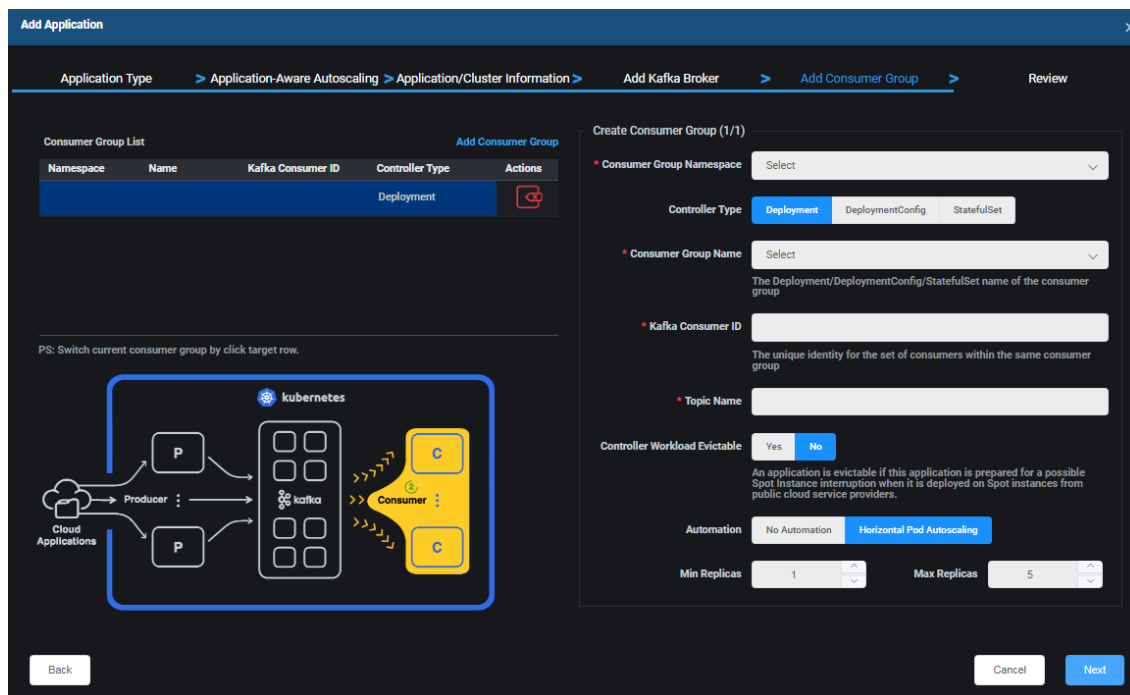 Add Application
Application Type > Application-Aware Autoscaling > Application/Cluster Information > Add Kafka Broker > Add Consumer Group > Review
Consumer Group List Add Consumer Group
Namespace Name Kafka Consumer ID Controller Type Actions
Deployment
PS: Switch current consumer group by click target row.
kubernetes
P
C
Producer
kafka
2
Consumer
Cloud
Applications
P
C
Create Consumer Group (1/1)
* Consumer Group Namespace Select
Controller Type Deployment DeploymentConfig StatefulSet
* Consumer Group Name Select
The Deployment/DeploymentConfig/StatefulSet name of the consumer
group
* Kafka Consumer ID
The unique identity for the set of consumers within the same consumer
group
* Topic Name
Controller Workload Evictable Yes No
An application is evictable if this application is prepared for a possible
Spot Instance interruption when it is deployed on Spot instances from
public cloud service providers.
Automation No Automation Horizontal Pod Autoscaling
Min Replicas 1 Max Replicas 5
Back Cancel Next